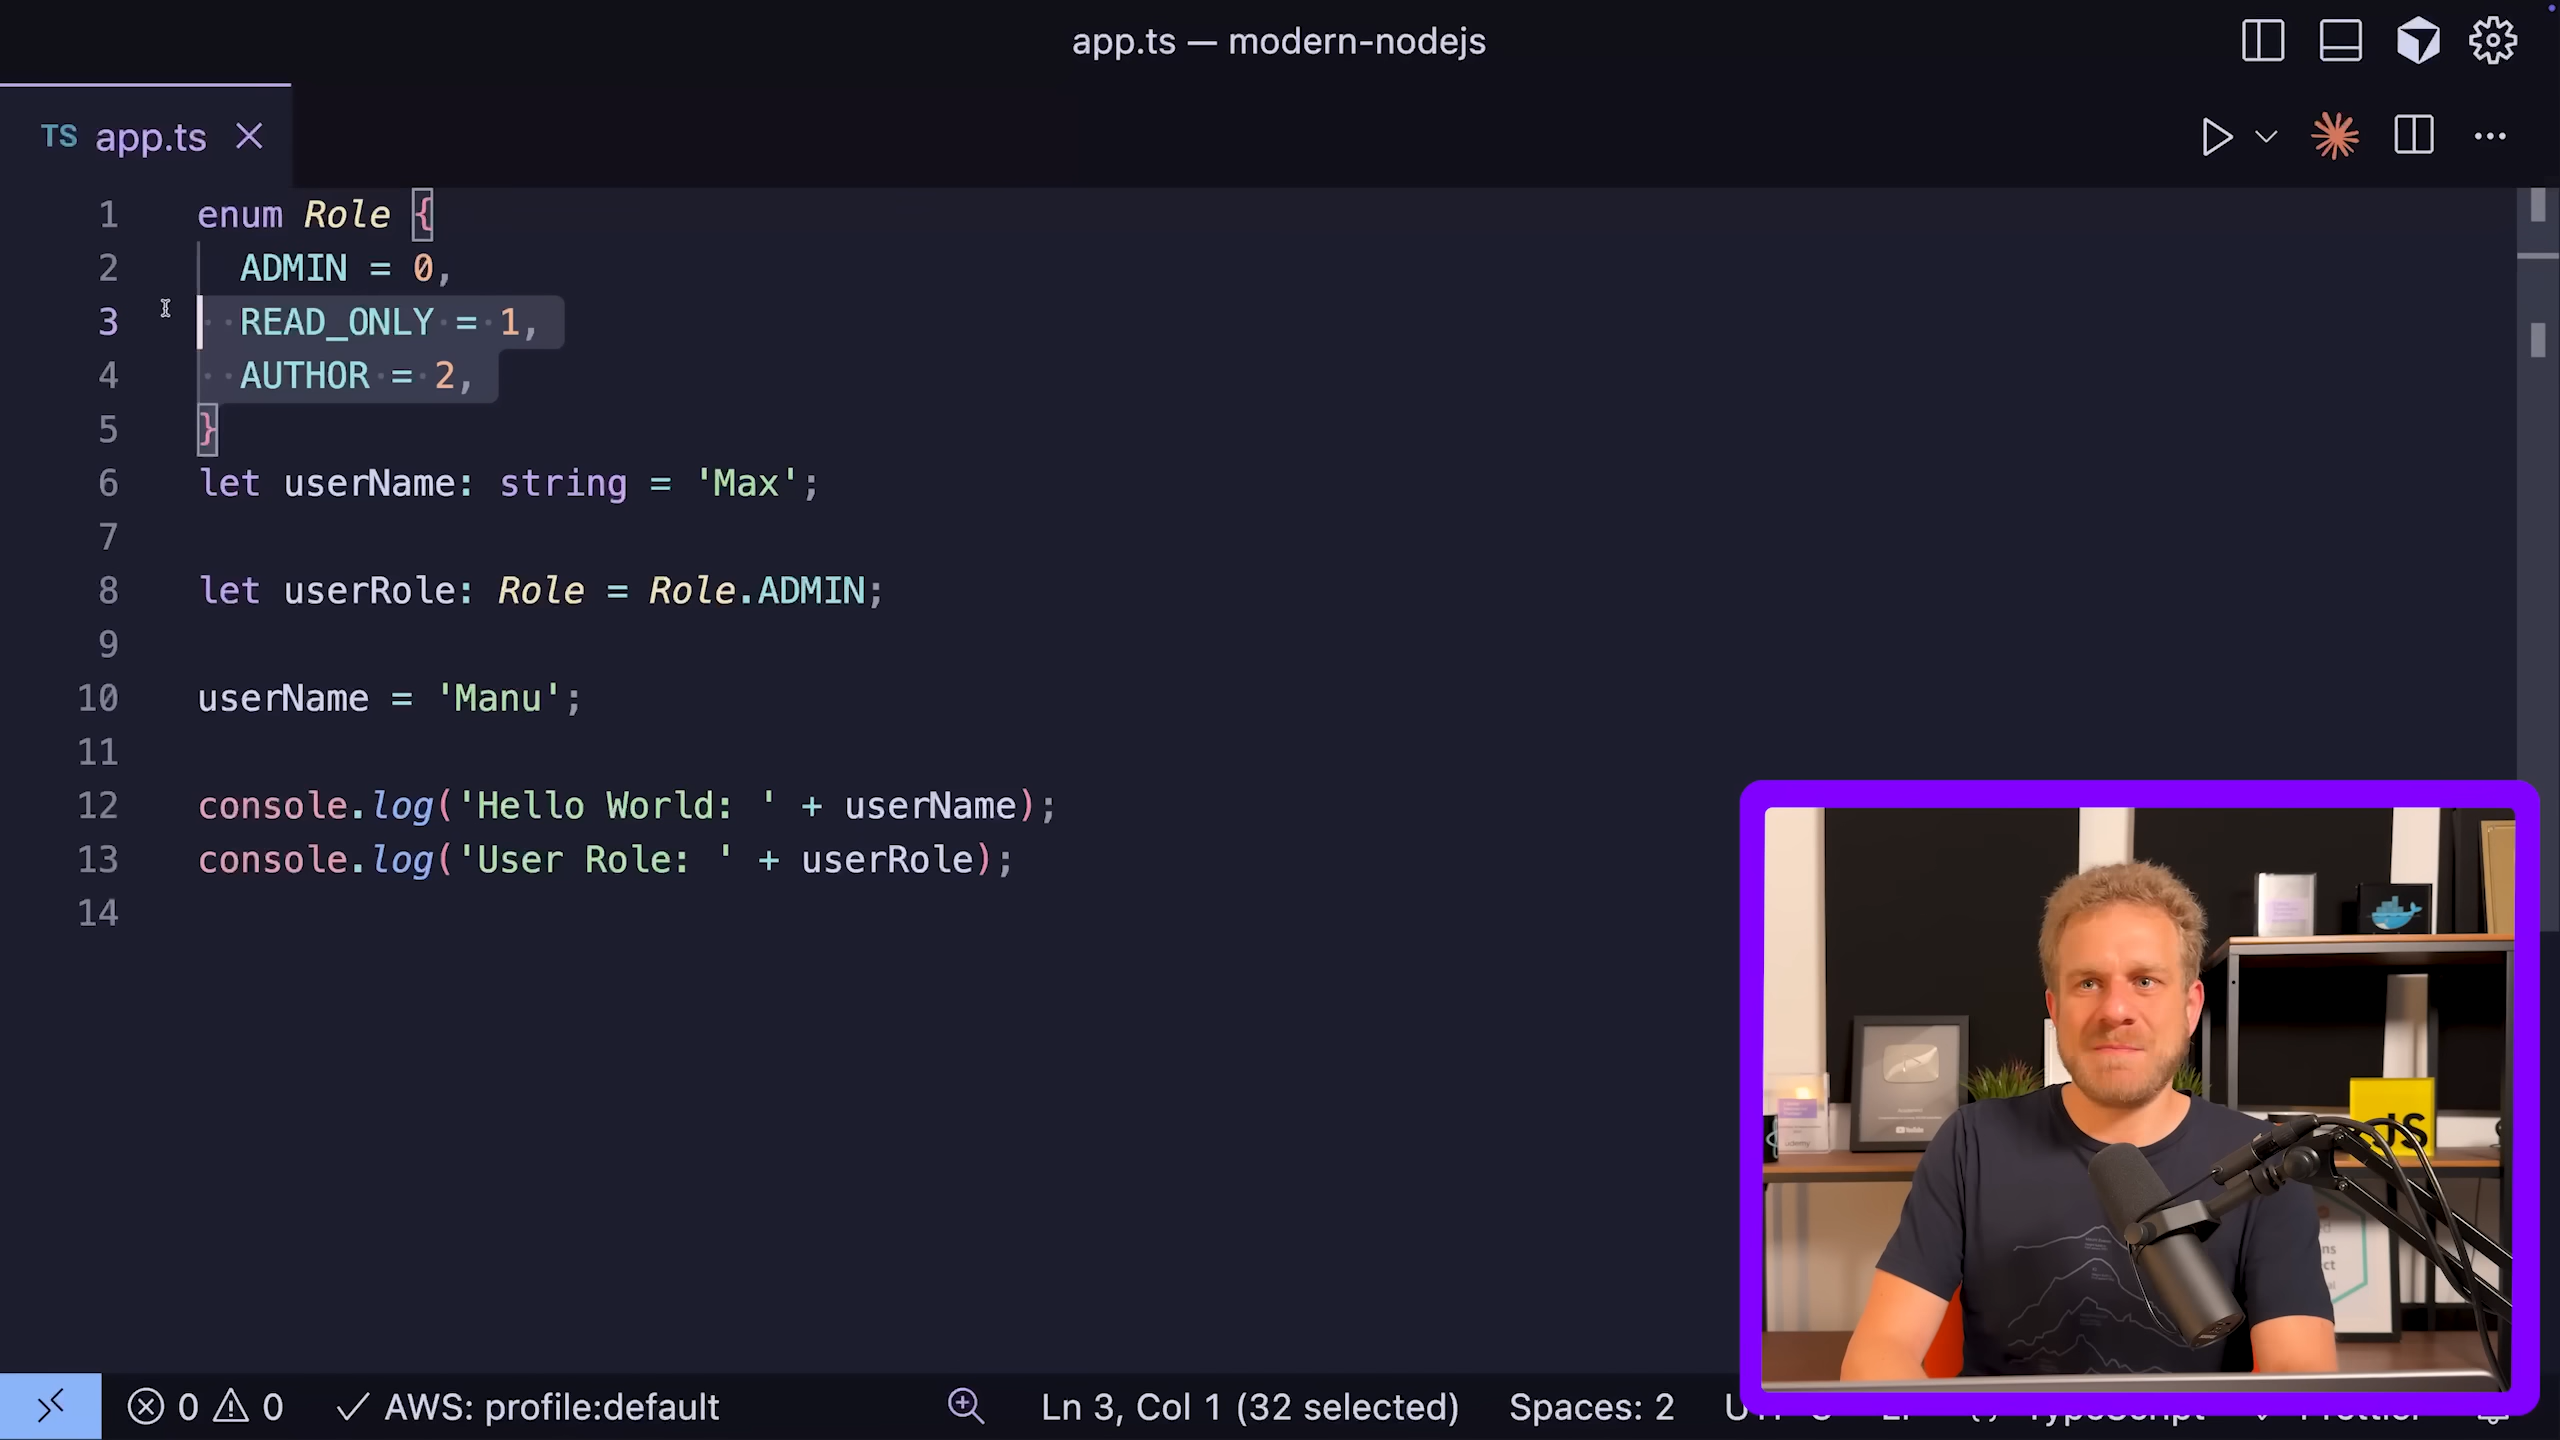 app.ts — modern-nodejs
TS app.ts
1 enum Role {
2 ADMIN = 0,
3 READ_ONLY = 1,
4 AUTHOR = 2,
5 }
6 let userName: string = 'Max';
7
8 let userRole: Role = Role.ADMIN;
9
10 userName = 'Manu';
11
12 console.log('Hello World: ' + userName);
13 console.log('User Role: ' + userRole);
14
JS
0 0 AWS: profile:default Ln 3, Col 1 (32 selected) Spaces: 2